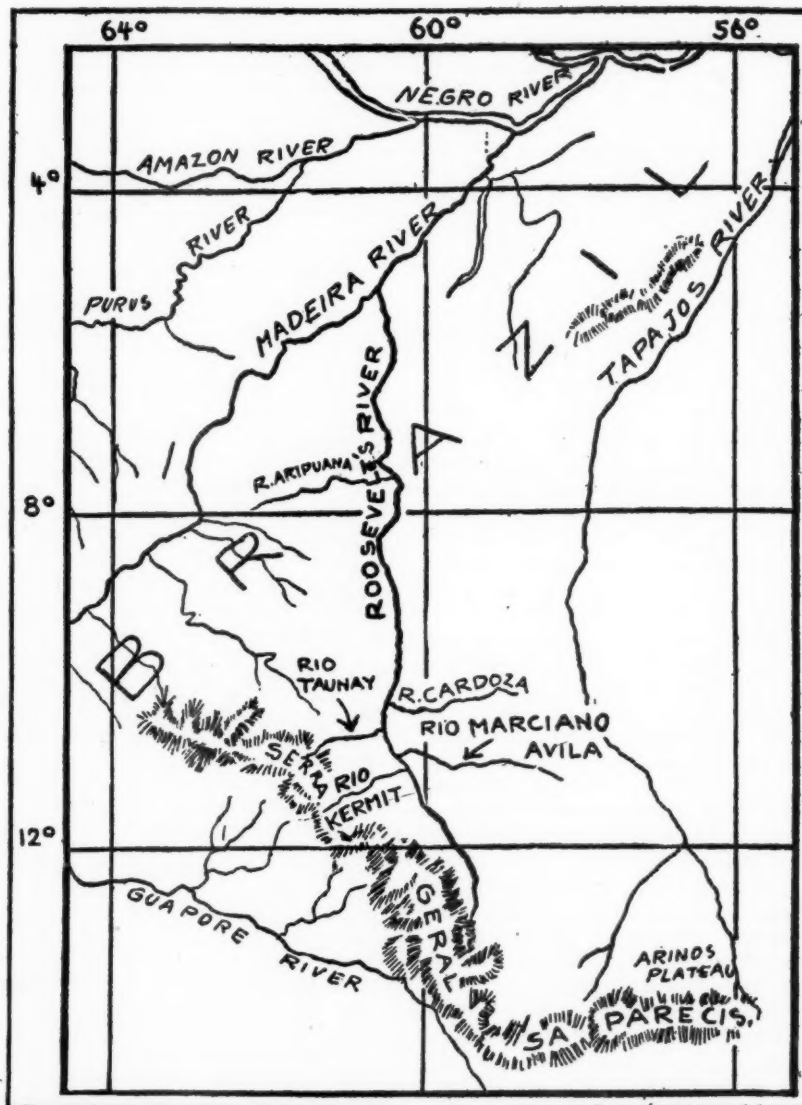 64° 60° 56°
NEGRO RIVER
AMAZON RIVER
4°
RIVER
PURUS
MADEIRA RIVER
TAPAJOS RIVER
BRAZIL
ROOSEVELT'S RIVER
R. ARIPUANA
8°
RIO
TAUNAY
R. CARDOZA
RIO MARCIANO
AVILA
SERRA
RIO
KERMIT
12°
GERAL
GUAPORE RIVER
ARINOS
PLATEAU
SA PARECIS.